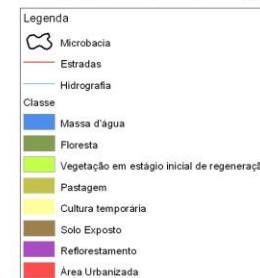 Legenda
Microbacia
Estradas
Hidrografia
Classe
Massa d'água
Floresta
Vegetação em estágio inicial de regeneraçã
Pastagem
Cultura temporária
Solo Exposto
Reflorestamento
Área Urbanizada